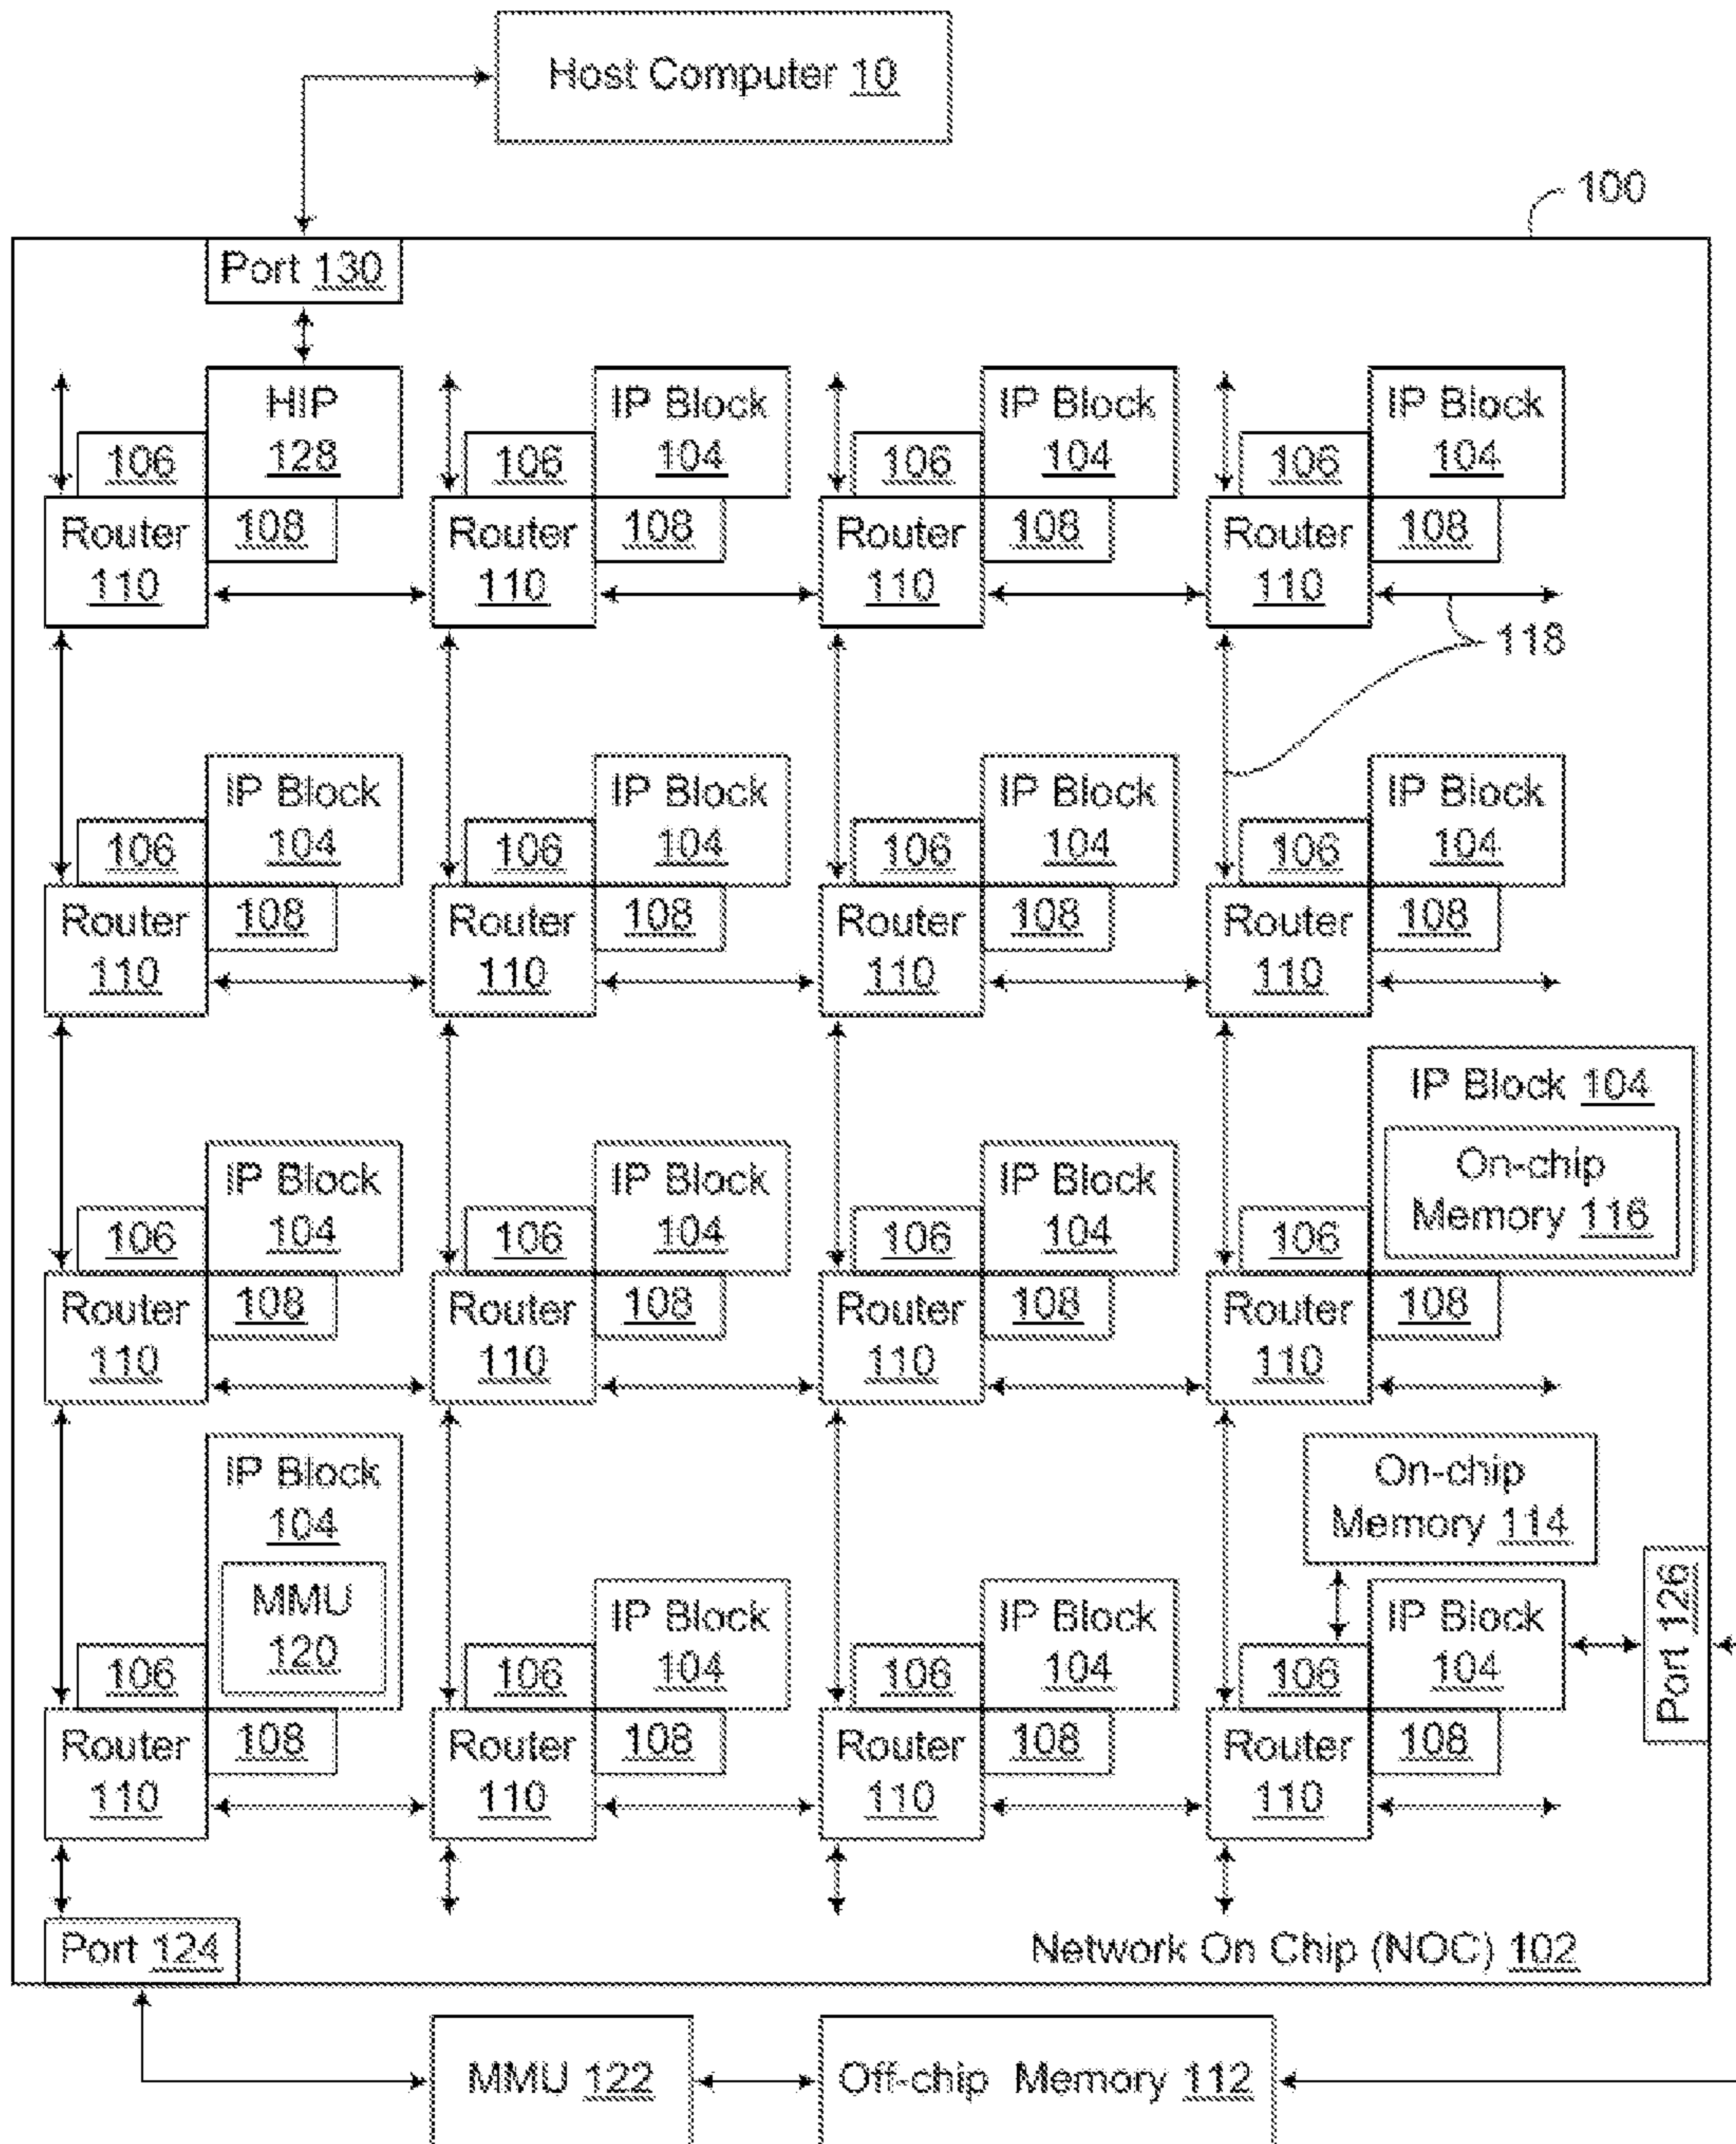 Host Computer 10
100
Port 130
HIP
128
IP Block
104
IP Block
104
IP Block
104
106
106
106
106
Router
110
108
Router
110
108
Router
110
108
Router
110
108
118
IP Block
104
IP Block
104
IP Block
104
IP Block
104
106
106
106
106
Router
110
108
Router
110
108
Router
110
108
Router
110
108
IP Block 104
On-chip
Memory 116
IP Block
104
IP Block
104
IP Block
104
106
106
106
106
Router
110
108
Router
110
108
Router
110
108
Router
110
108
IP Block
104
MMU
120
On-chip
Memory 114
IP Block
104
IP Block
104
IP Block
104
Port 126
106
106
106
106
Router
110
108
Router
110
108
Router
110
108
Router
110
108
Port 124
Network On Chip (NOC) 102
MMU 122
Off-chip Memory 112